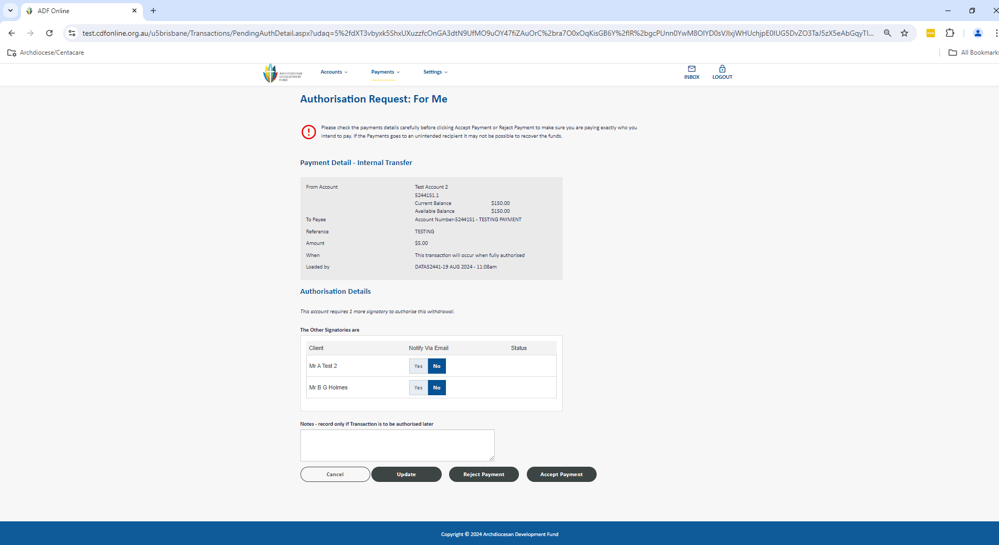 ADF Online
test.cdfonline.org.au/u5brisbane/Transactions/PendingAuthDetail.aspx?udaq=5%2fdXT3vbyxk5ShxUXuzzfcOnGA3dtN9UfMO9uOY47fiZAuOrC%2bra7O0xOqKisGB6Y%2flR%2bgcPUnn0YwM8OlYD0sVJlxjWHUchjpE0IUG5DvZO3TaJ5zX5eAbGqyTI...
Archdiocese/Centacare
All Bookmarks
ARCHDIOCESAN
DEVELOPMENT
FUND
Accounts
Payments
Settings
INBOX
LOGOUT
Authorisation Request: For Me
Please check the payments details carefully before clicking Accept Payment or Reject Payment to make sure you are paying exactly who you
intend to pay. If the Payments goes to an unintended recipient it may not be possible to recover the funds.
Payment Detail - Internal Transfer
From Account Test Account 2
52441S1.1
Current Balance $150.00
Available Balance $150.00
To Payee Account Number-52441S1 - TESTING PAYMENT
Reference TESTING
Amount $5.00
When This transaction will occur when fully authorised
Loaded by DATA52441-19 AUG 2024 - 11:08am
Authorisation Details
This account requires 1 more signatory to authorise this withdrawal.
The Other Signatories are
Client Notify Via Email Status
Mr A Test 2 Yes No
Mr B G Holmes Yes No
Notes - record only if Transaction is to be authorised later
Cancel Update Reject Payment Accept Payment
Copyright © 2024 Archdiocesan Development Fund